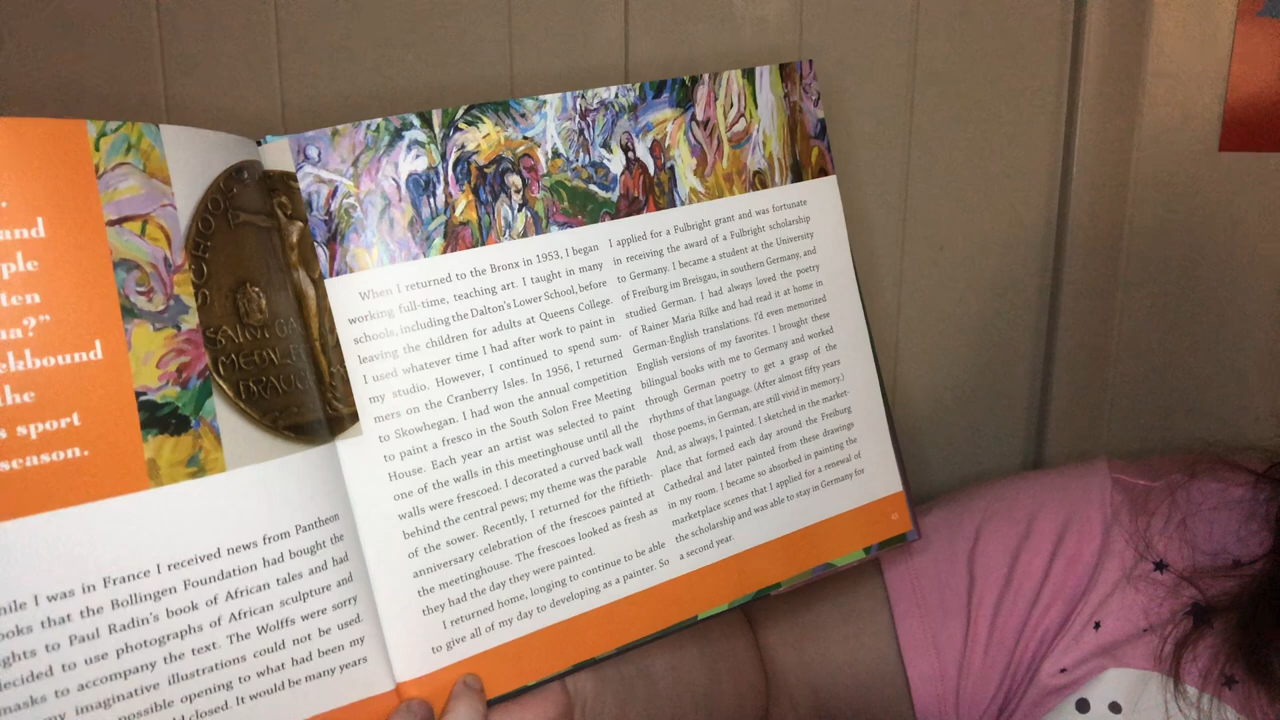 and
ple
ten
ua?”
ckbound
the
s sport
season.
SCHOOL
SAINT GA
MEDAL F
DRAUG
hile I was in France I received news from Pantheon
ooks that the Bollingen Foundation had bought the
ights to Paul Radin's book of African tales and had
decided to use photographs of African sculpture and
masks to accompany the text. The Wolffs were sorry
my imaginative illustrations could not be used.
possible opening to what had been my
closed. It would be many years
When I returned to the Bronx in 1953, I began
working full-time, teaching art. I taught in many
schools, including the Dalton's Lower School, before
leaving the children for adults at Queens College.
I used whatever time I had after work to paint in
my studio. However, I continued to spend sum-
mers on the Cranberry Isles. In 1956, I returned
to Skowhegan. I had won the annual competition
to paint a fresco in the South Solon Free Meeting
House. Each year an artist was selected to paint
one of the walls in this meetinghouse until all the
walls were frescoed. I decorated a curved back wall
behind the central pews; my theme was the parable
of the sower. Recently, I returned for the fiftieth-
anniversary celebration of the frescoes painted at
the meetinghouse. The frescoes looked as fresh as
they had the day they were painted.
I returned home, longing to continue to be able
to give all of my day to developing as a painter. So
I applied for a Fulbright grant and was fortunate
in receiving the award of a Fulbright scholarship
to Germany. I became a student at the University
of Freiburg im Breisgau, in southern Germany, and
studied German. I had always loved the poetry
of Rainer Maria Rilke and had read it at home in
German-English translations. I'd even memorized
English versions of my favorites. I brought these
bilingual books with me to Germany and worked
through German poetry to get a grasp of the
rhythms of that language. (After almost fifty years
those poems, in German, are still vivid in memory.)
And, as always, I painted. I sketched in the market-
place that formed each day around the Freiburg
Cathedral and later painted from these drawings
in my room. I became so absorbed in painting the
marketplace scenes that I applied for a renewal of
the scholarship and was able to stay in Germany for
a second year.